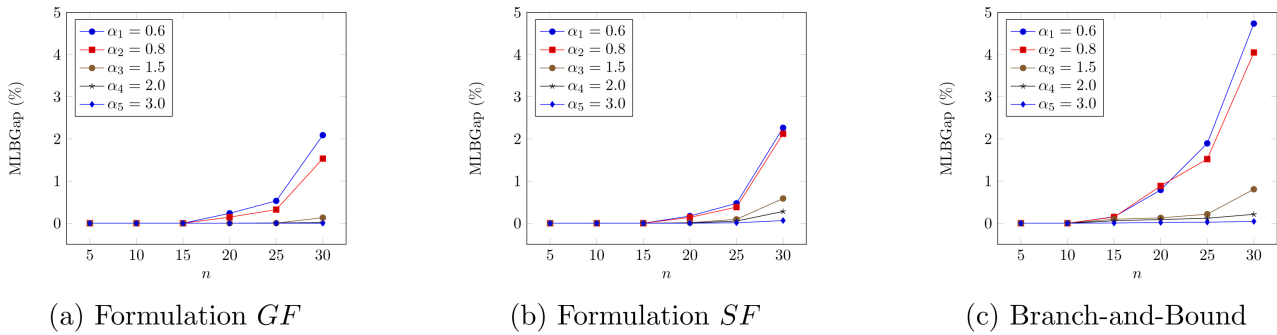 MLBGap (%)
5
4
3
2
1
0
α₁ = 0.6
α₂ = 0.8
α₃ = 1.5
α₄ = 2.0
α₅ = 3.0
5 10 15 20 25 30
n
(a) Formulation GF
MLBGap (%)
5
4
3
2
1
0
α₁ = 0.6
α₂ = 0.8
α₃ = 1.5
α₄ = 2.0
α₅ = 3.0
5 10 15 20 25 30
n
(b) Formulation SF
MLBGap (%)
5
4
3
2
1
0
α₁ = 0.6
α₂ = 0.8
α₃ = 1.5
α₄ = 2.0
α₅ = 3.0
5 10 15 20 25 30
n
(c) Branch-and-Bound